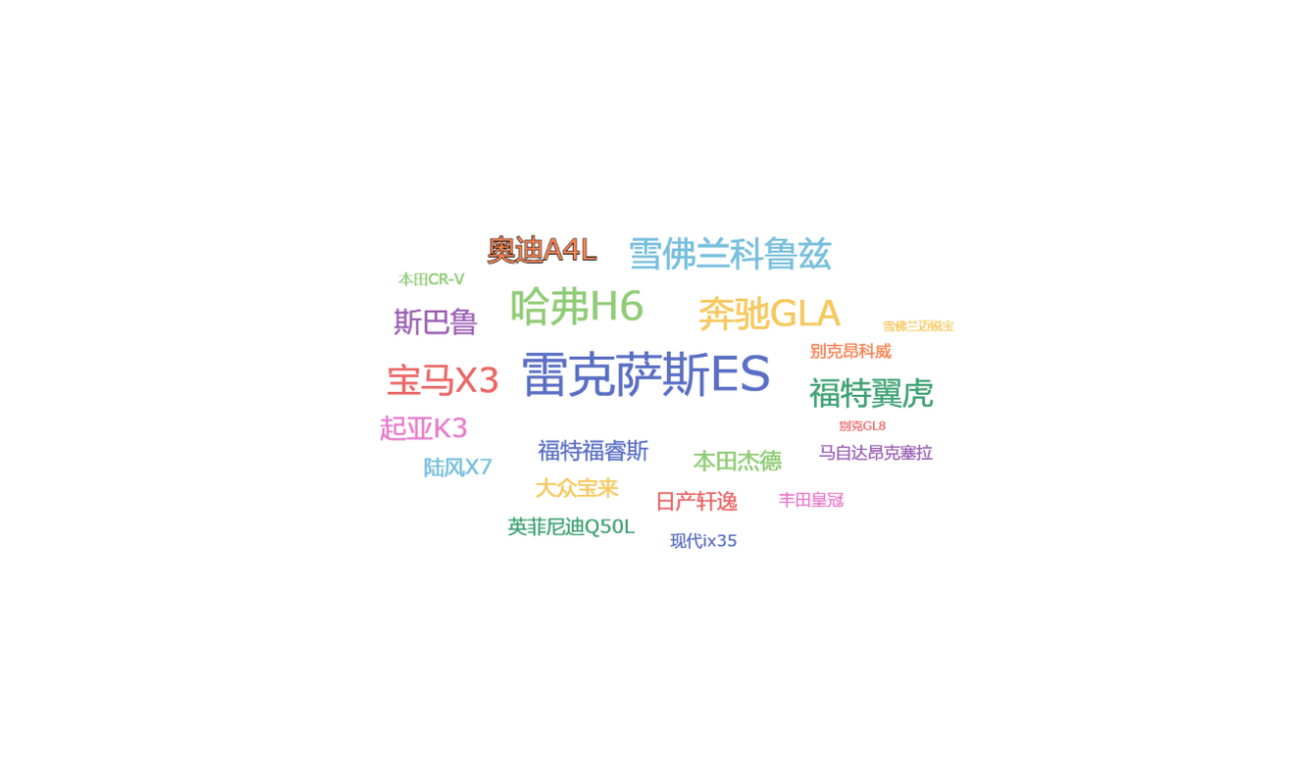 奥迪A4L
雪佛兰科鲁兹
本田CR-V
哈弗H6
奔驰GLA
斯巴鲁
雪佛兰迈锐宝
别克昂科威
雷克萨斯ES
宝马X3
福特翼虎
起亚K3
别克GL8
福特福睿斯
马自达昂克塞拉
本田杰德
陆风X7
大众宝来
日产轩逸
丰田皇冠
英菲尼迪Q50L
现代ix35